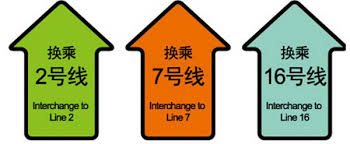 换乘
2号线
Interchange to
Line 2
换乘
7号线
Interchange to
Line 7
换乘
16号线
Interchange to
Line 16